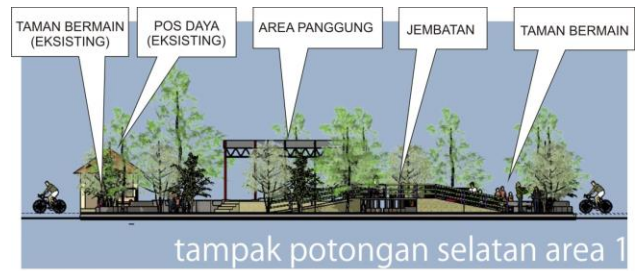 TAMAN BERMAIN
(EKSISTING)
POS DAYA
(EKSISTING)
AREA PANGGUNG
JEMBATAN
TAMAN BERMAIN
tampak potongan selatan area 1